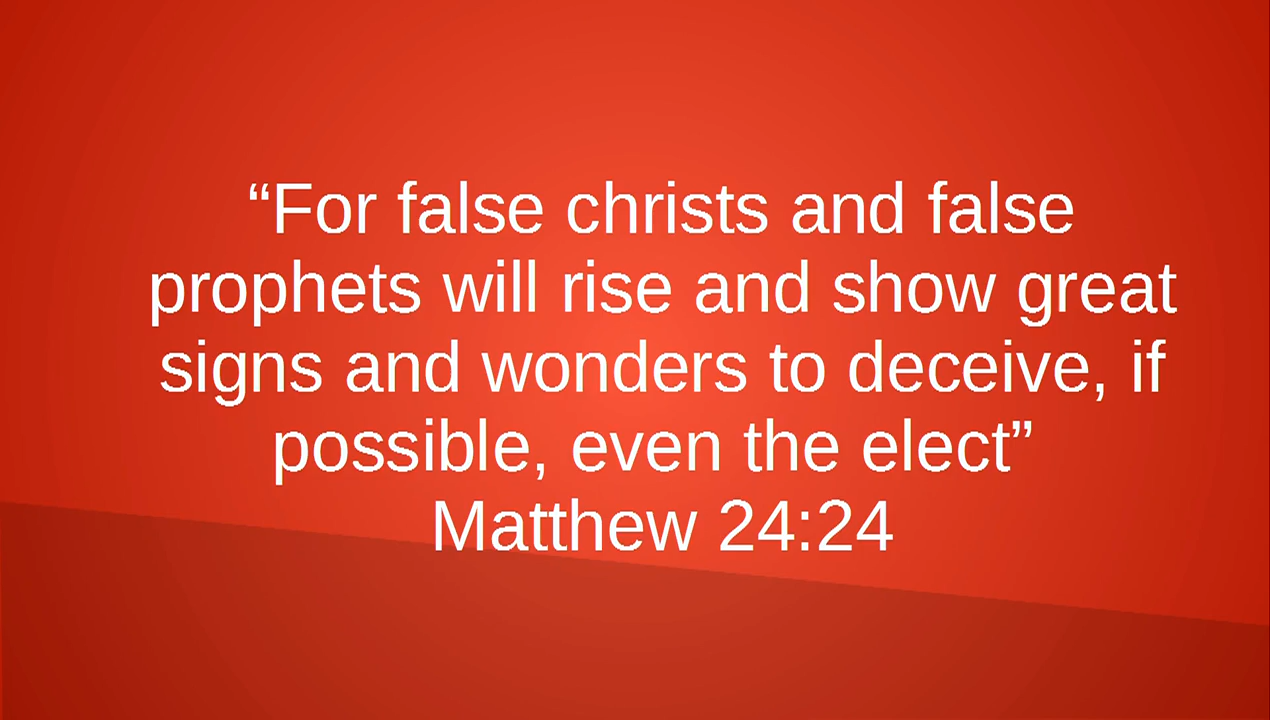 “For false christs and false
prophets will rise and show great
signs and wonders to deceive, if
possible, even the elect”
Matthew 24:24